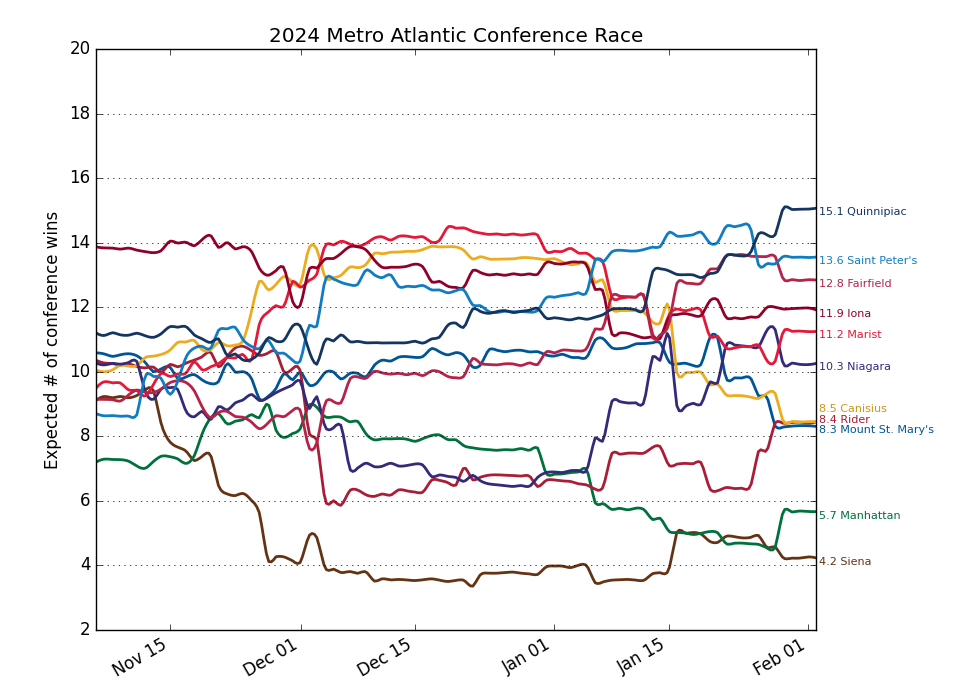 2024 Metro Atlantic Conference Race
Expected # of conference wins
20
18
16
14
12
10
8
6
4
2
Nov 15
Dec 01
Dec 15
Jan 01
Jan 15
Feb 01
15.1 Quinnipiac
13.6 Saint Peter's
12.8 Fairfield
11.9 Iona
11.2 Marist
10.3 Niagara
8.5 Canisius
8.4 Rider
8.3 Mount St. Mary's
5.7 Manhattan
4.2 Siena